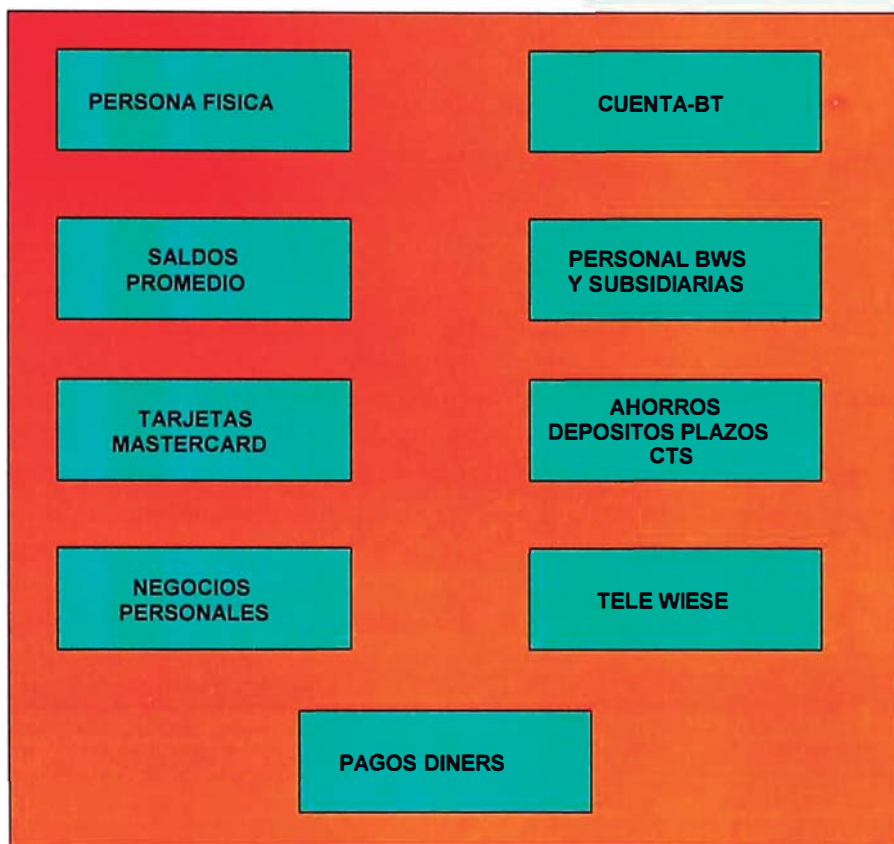 PERSONA FISICA
CUENTA-BT
SALDOS
PROMEDIO
PERSONAL BWS
Y SUBSIDIARIAS
TARJETAS
MASTERCARD
AHORROS
DEPOSITOS PLAZOS
CTS
NEGOCIOS
PERSONALES
TELE WIESE
PAGOS DINERS